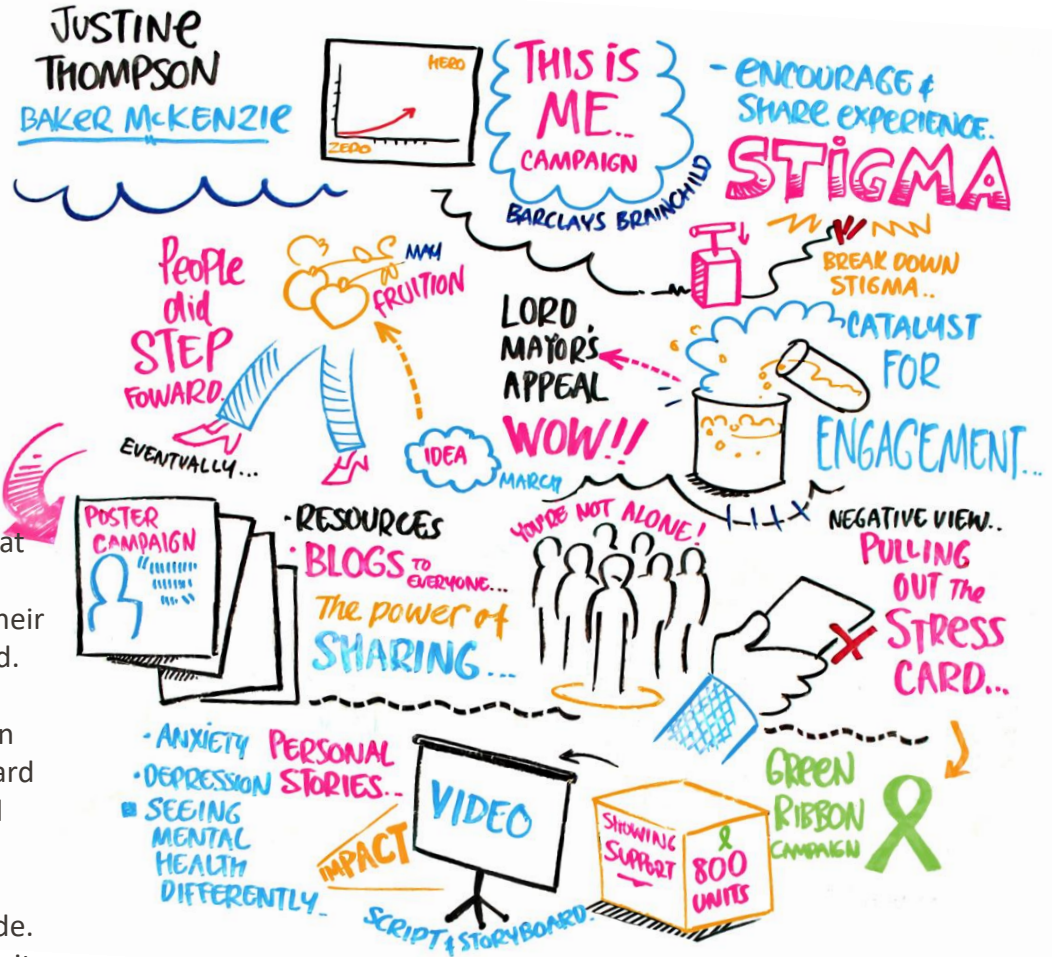 JUSTINE
THOMPSON
BAKER McKENZIE
HERO
ZERO
THIS iS
ME...
CAMPAIGN
BARCLAYS BRAINCHILD
- ENCOURAGE &
SHARE EXPERIENCE.
STiGMA
BREAK DOWN
STIGMA..
PeoPle
did
STEP
FOWARD.
EVENTUALLY...
MAY
FRUITION
IDEA
MARCH
LORD
MAYOR'S
APPEAL
WOW!!
CATALYST
FOR
ENGAGEMENT...
POSTER
CAMPAIGN
• RESOURCES
• BLOGS TO
EVERYONE...
The power of
SHARING...
YOU'RE NOT ALONE!
NEGATIVE VIEW..
PULLING
OUT The
STRESS
CARD...
at
heir
d.
n
ard
de.
• ANXIETY
• DEPRESSION
▪ SEEING
MENTAL
HEALTH
DIFFERENTLY...
PERSONAL
STORIES...
IMPACT
VIDEO
SCRIPT & STORYBOARD.
SHOWING
SUPPORT
800
UNITS
GREEN
RIBBON
CAMPAIGN